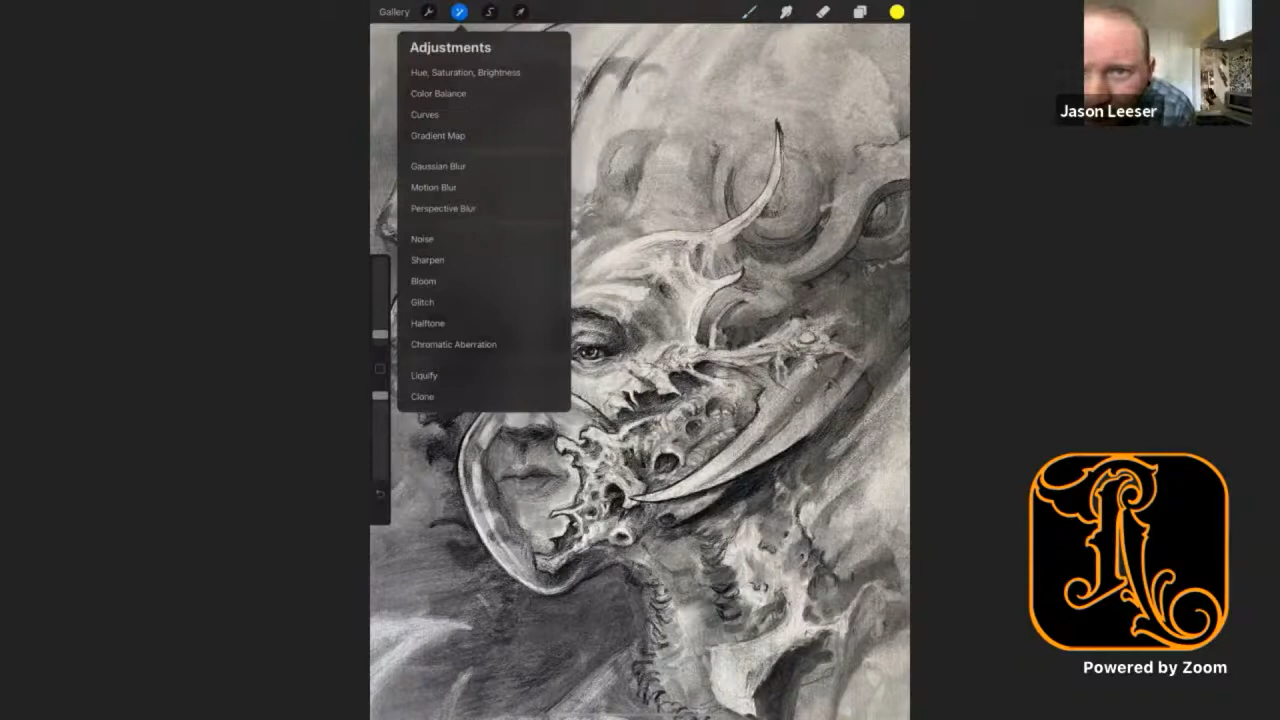 Gallery
Adjustments
Hue, Saturation, Brightness
Color Balance
Curves
Gradient Map
Gaussian Blur
Motion Blur
Perspective Blur
Noise
Sharpen
Bloom
Glitch
Halftone
Chromatic Aberration
Liquify
Clone
Jason Leeser
Powered by Zoom